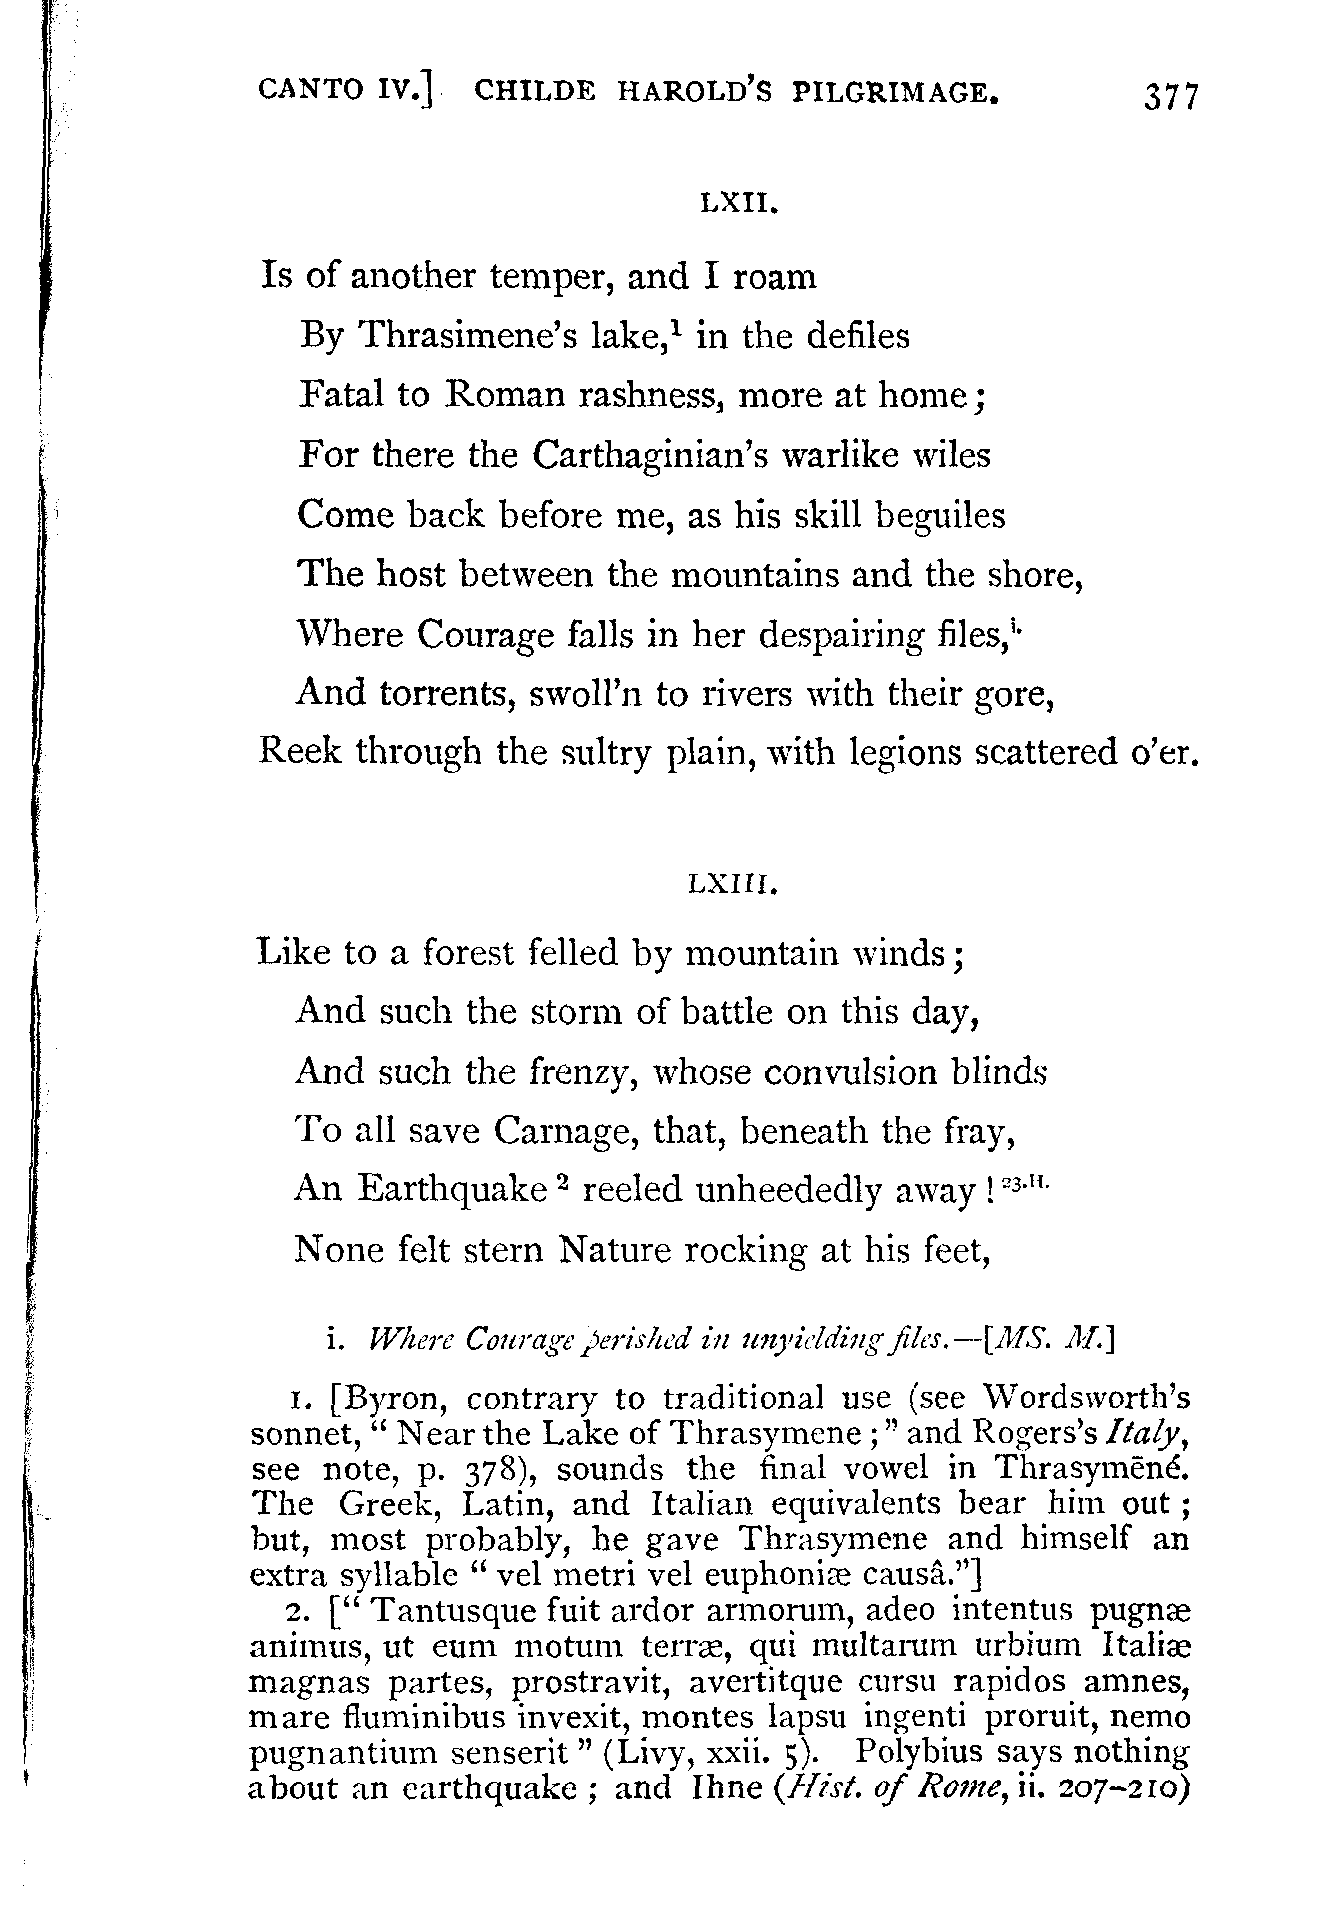 CANTO IV.] CHILDE HAROLD'S PILGRIMAGE. 377
LXII.
Is of another temper, and I roam
By Thrasimene's lake,¹ in the defiles
Fatal to Roman rashness, more at home;
For there the Carthaginian's warlike wiles
Come back before me, as his skill beguiles
The host between the mountains and the shore,
Where Courage falls in her despairing files,ⁱ·
And torrents, swoll'n to rivers with their gore,
Reek through the sultry plain, with legions scattered o'er.
LXIII.
Like to a forest felled by mountain winds;
And such the storm of battle on this day,
And such the frenzy, whose convulsion blinds
To all save Carnage, that, beneath the fray,
An Earthquake ² reeled unheededly away! ²³·ᴴ·
None felt stern Nature rocking at his feet,
i. Where Courage perished in unyielding files.—[MS. M.]
1. [Byron, contrary to traditional use (see Wordsworth's
sonnet, "Near the Lake of Thrasymene;" and Rogers's Italy,
see note, p. 378), sounds the final vowel in Thrasymēné.
The Greek, Latin, and Italian equivalents bear him out;
but, most probably, he gave Thrasymene and himself an
extra syllable "vel metri vel euphoniæ causâ."]
2. ["Tantusque fuit ardor armorum, adeo intentus pugnæ
animus, ut eum motum terræ, qui multarum urbium Italiæ
magnas partes, prostravit, avertitque cursu rapidos amnes,
mare fluminibus invexit, montes lapsu ingenti proruit, nemo
pugnantium senserit" (Livy, xxii. 5). Polybius says nothing
about an earthquake; and Ihne (Hist. of Rome, ii. 207–210)